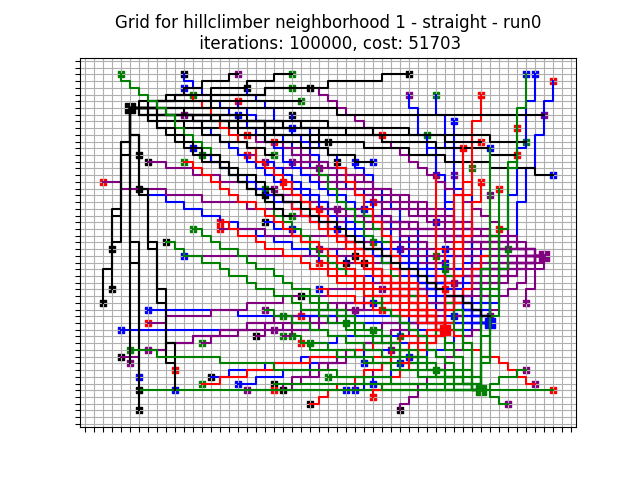 Grid for hillclimber neighborhood 1 - straight - run0
iterations: 100000, cost: 51703